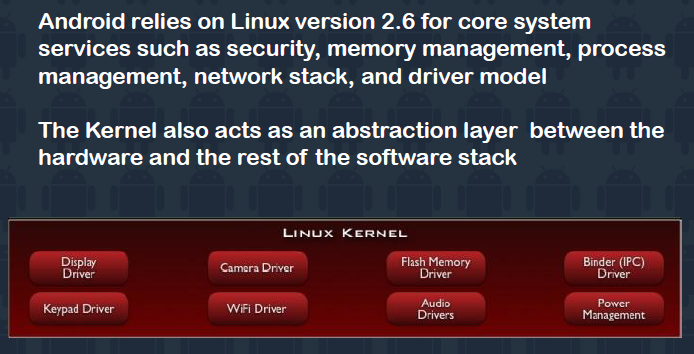 Android relies on Linux version 2.6 for core system
services such as security, memory management, process
management, network stack, and driver model
The Kernel also acts as an abstraction layer between the
hardware and the rest of the software stack
LINUX KERNEL
Display
Driver
Camera Driver
Flash Memory
Driver
Binder (IPC)
Driver
Keypad Driver
WiFi Driver
Audio
Drivers
Power
Management